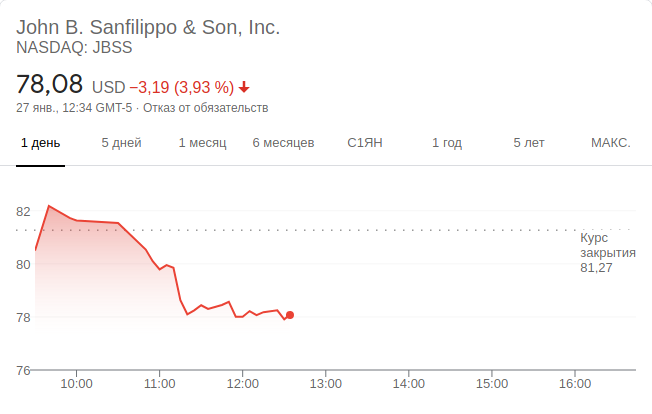 John B. Sanfilippo & Son, Inc.
NASDAQ: JBSS
78,08 USD −3,19 (3,93 %)
27 янв., 12:34 GMT-5 · Отказ от обязательств
1 день 5 дней 1 месяц 6 месяцев С1ЯН 1 год 5 лет МАКС.
82
Курс
закрытия
81,27
80
78
76
10:00 11:00 12:00 13:00 14:00 15:00 16:00